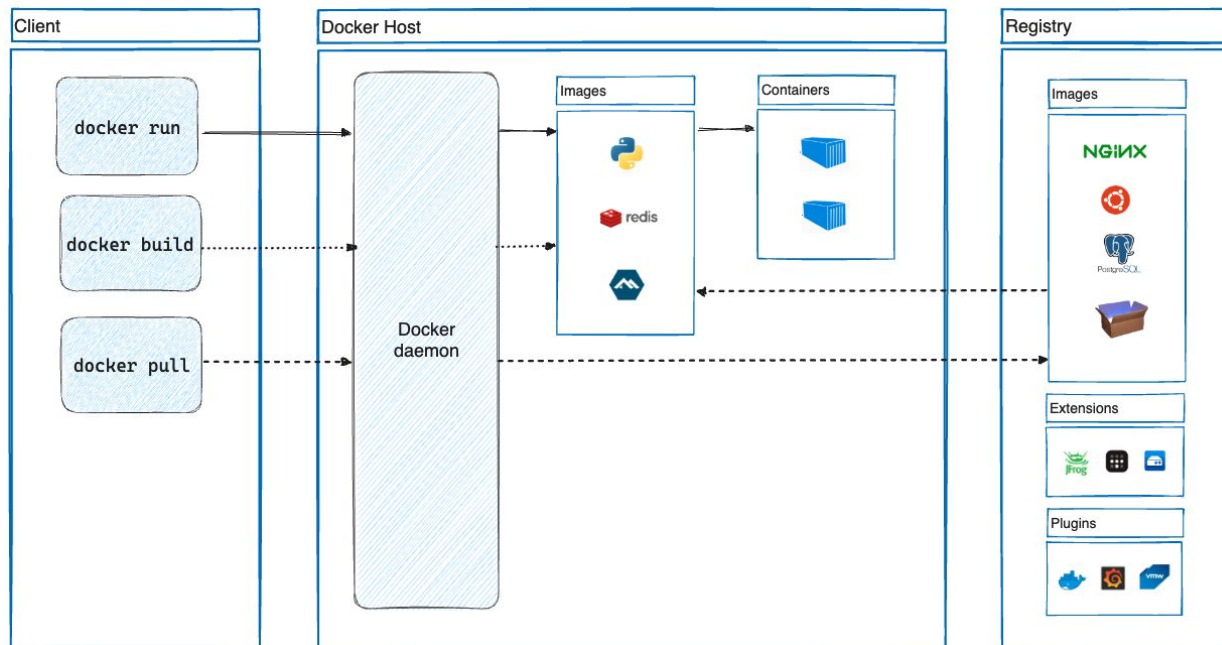 Client
docker run
docker build
docker pull
Docker Host
Docker
daemon
Images
redis
Containers
Registry
Images
NGINX
PostgreSQL
Extensions
JFrog
Plugins
vmw